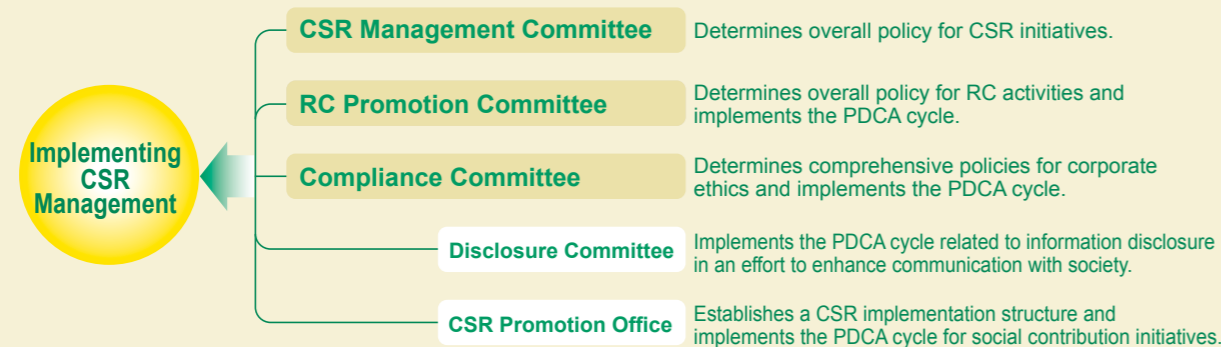 Implementing
CSR
Management
CSR Management Committee
Determines overall policy for CSR initiatives.
RC Promotion Committee
Determines overall policy for RC activities and
implements the PDCA cycle.
Compliance Committee
Determines comprehensive policies for corporate
ethics and implements the PDCA cycle.
Disclosure Committee
Implements the PDCA cycle related to information disclosure
in an effort to enhance communication with society.
CSR Promotion Office
Establishes a CSR implementation structure and
implements the PDCA cycle for social contribution initiatives.